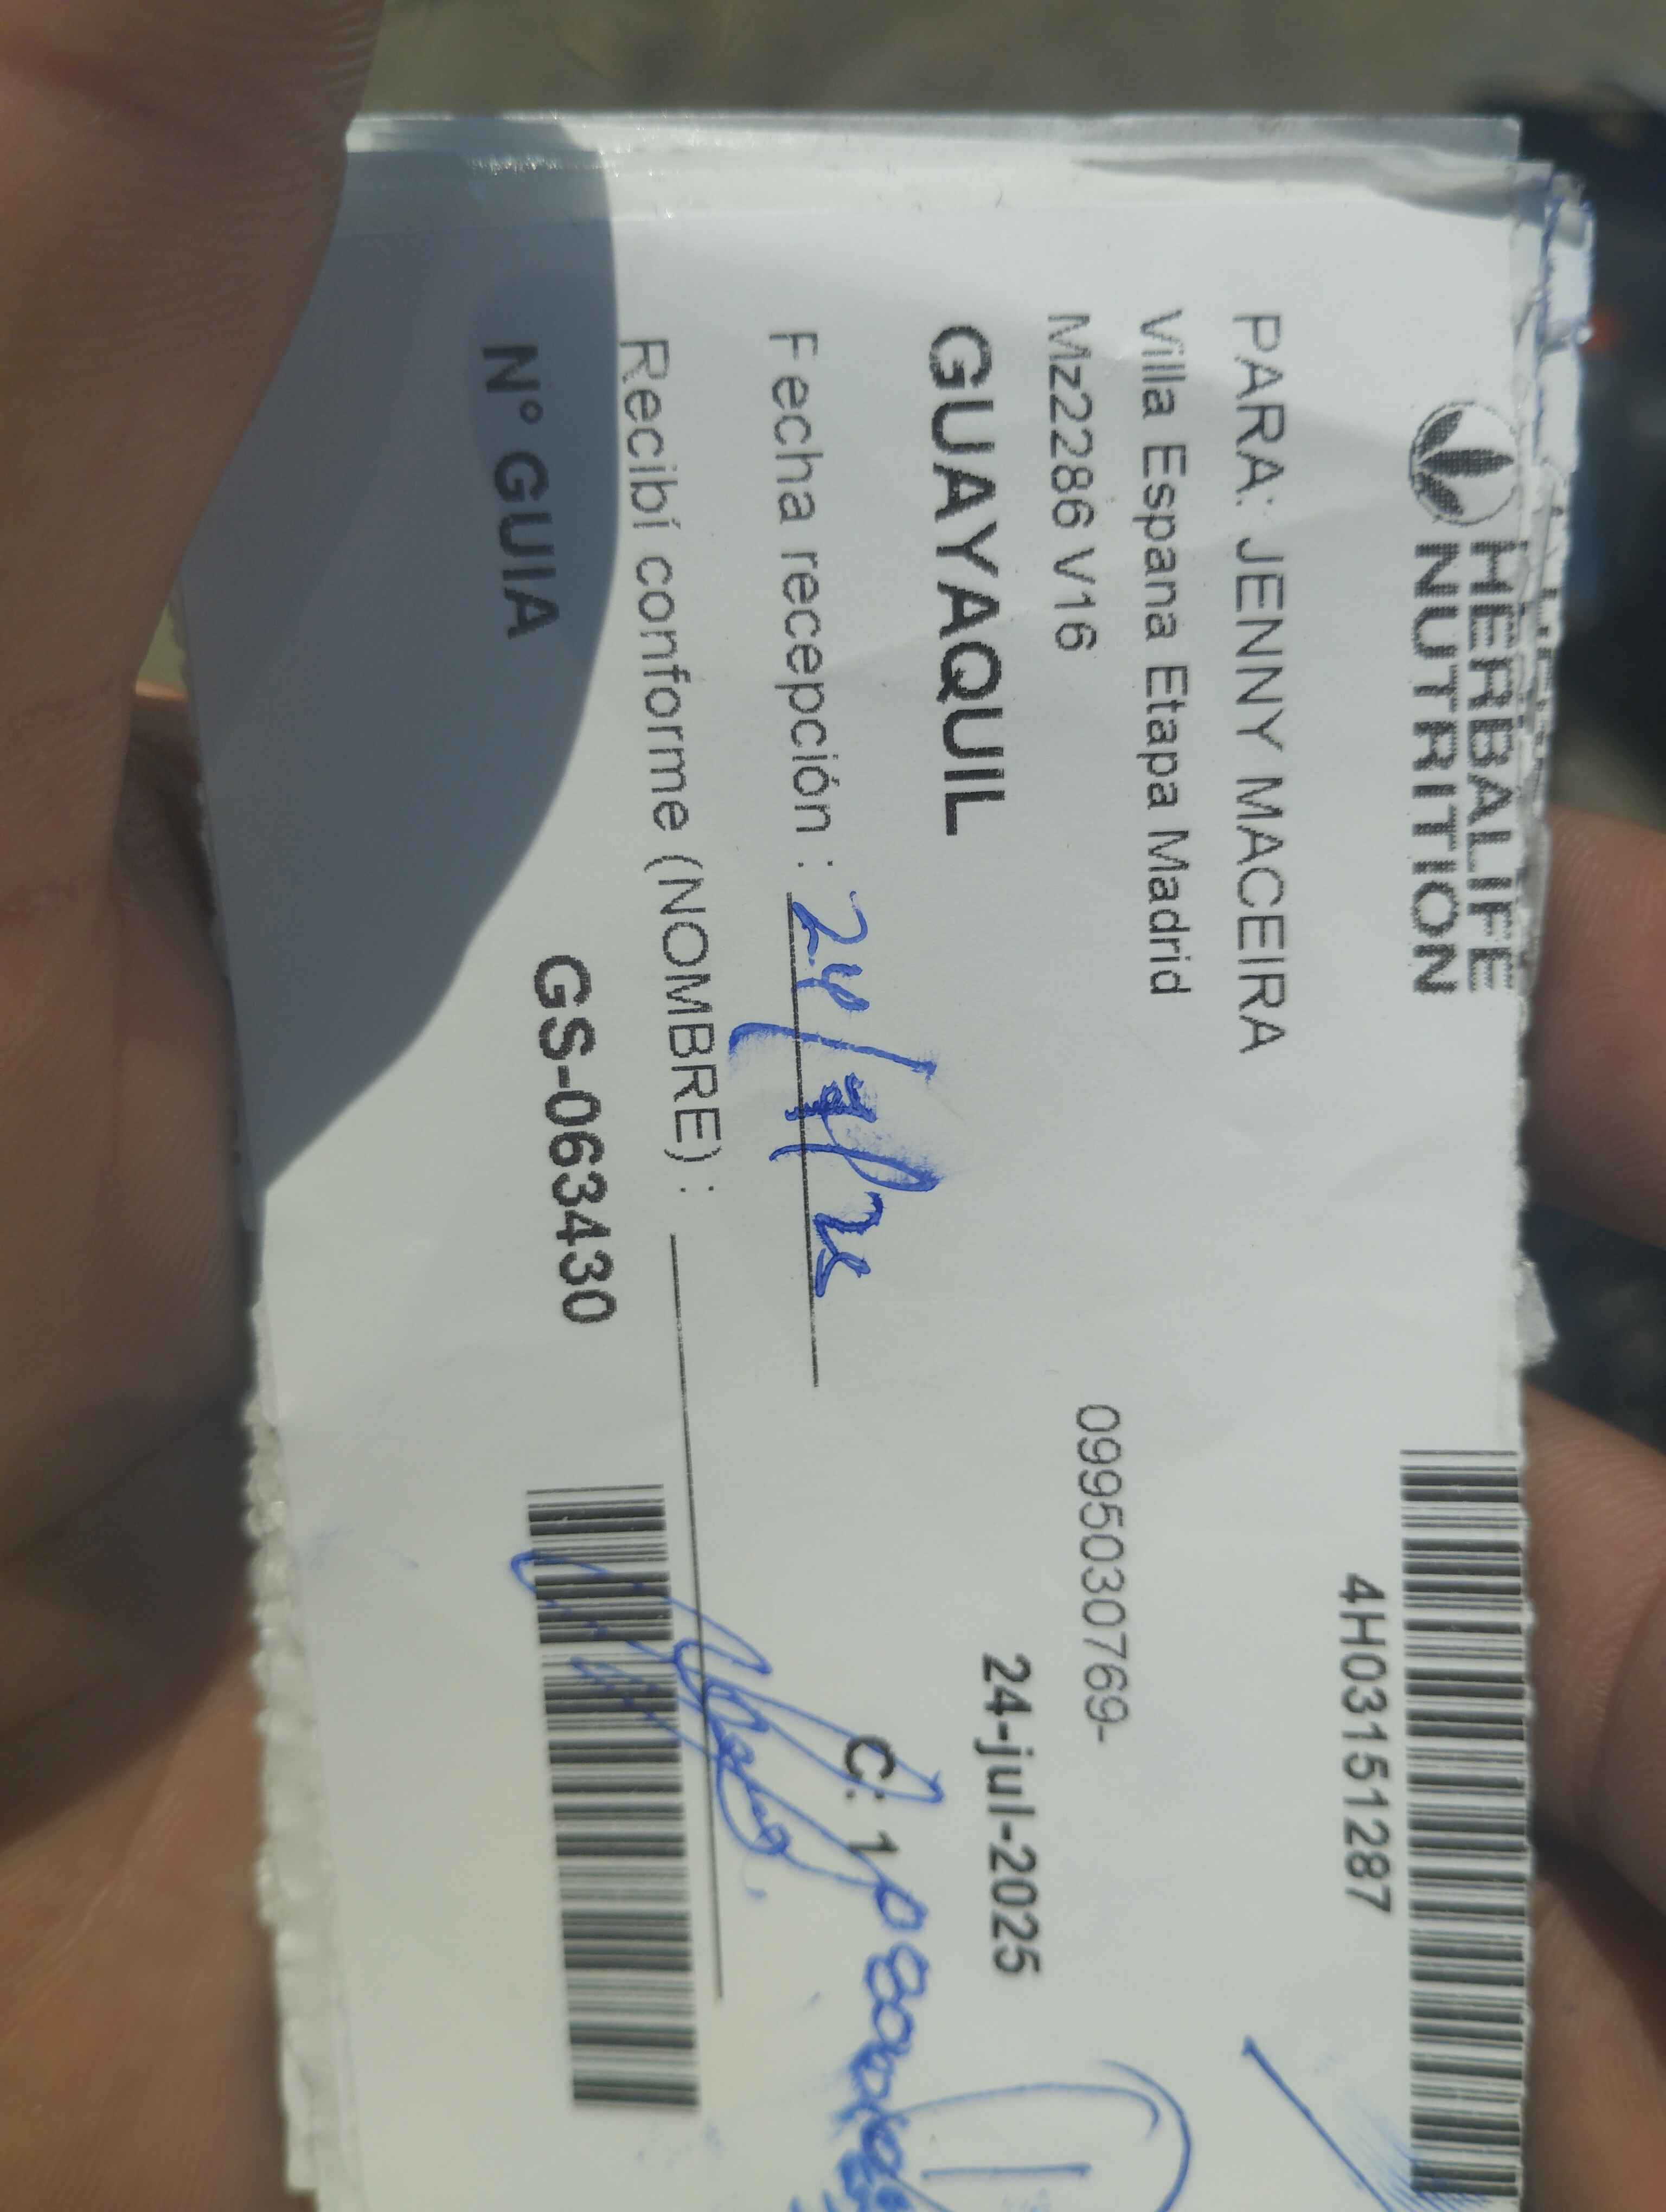 HERBALIFE
NUTRITION
4H03151287
PARA: JENNY MACEIRA
Villa Espana Etapa Madrid
Mz2286 V16
0995030769-
GUAYAQUIL
24-jul-2025
Fecha recepción :
C: 1
Recibí conforme (NOMBRE) :
N° GUIA
GS-063430